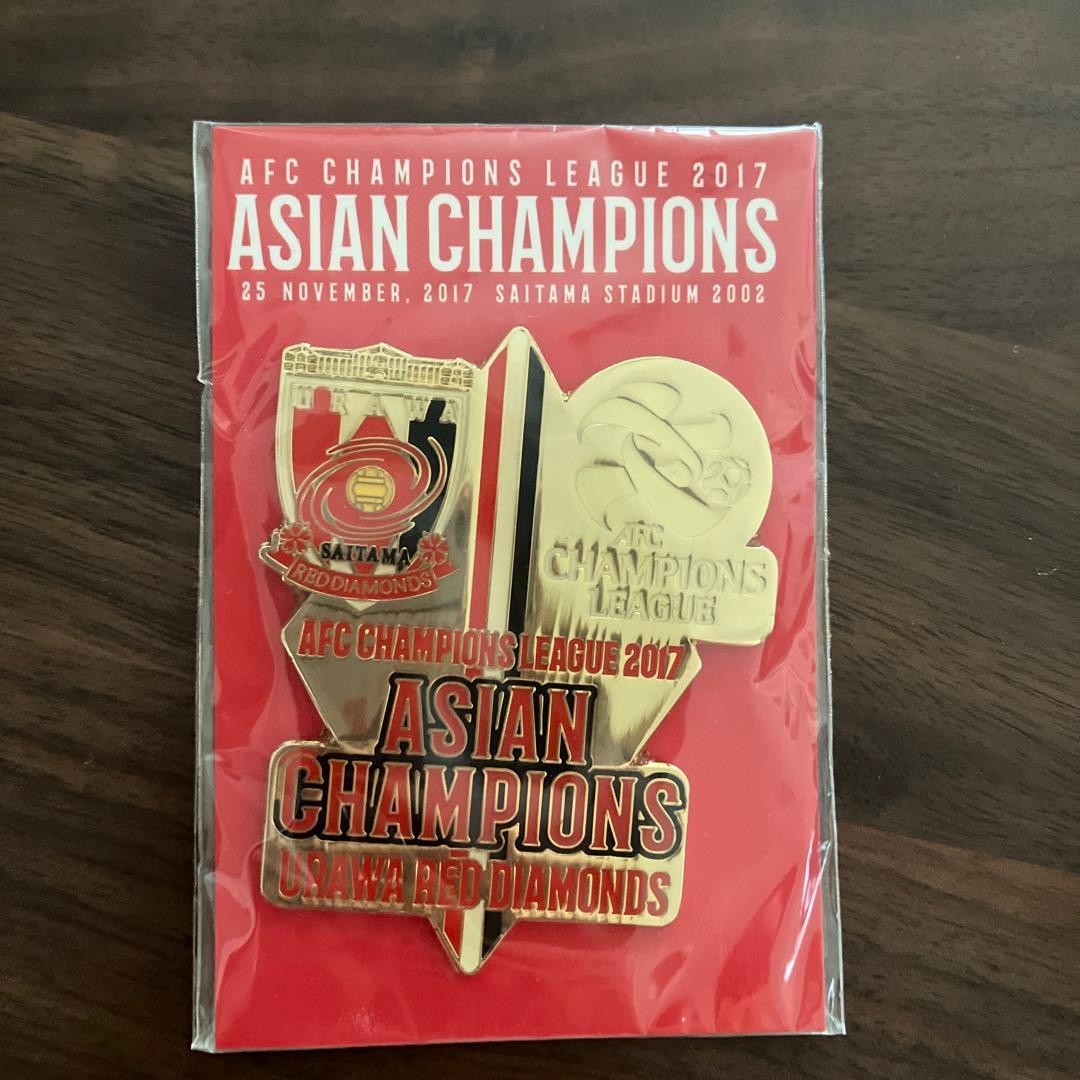 AFC CHAMPIONS LEAGUE 2017
ASIAN CHAMPIONS
25 NOVEMBER, 2017 SAITAMA STADIUM 2002
URAWA
SAITAMA
RED DIAMONDS
AFC
CHAMPIONS
LEAGUE
AFC CHAMPIONS LEAGUE 2017
ASIAN
CHAMPIONS
URAWA RED DIAMONDS